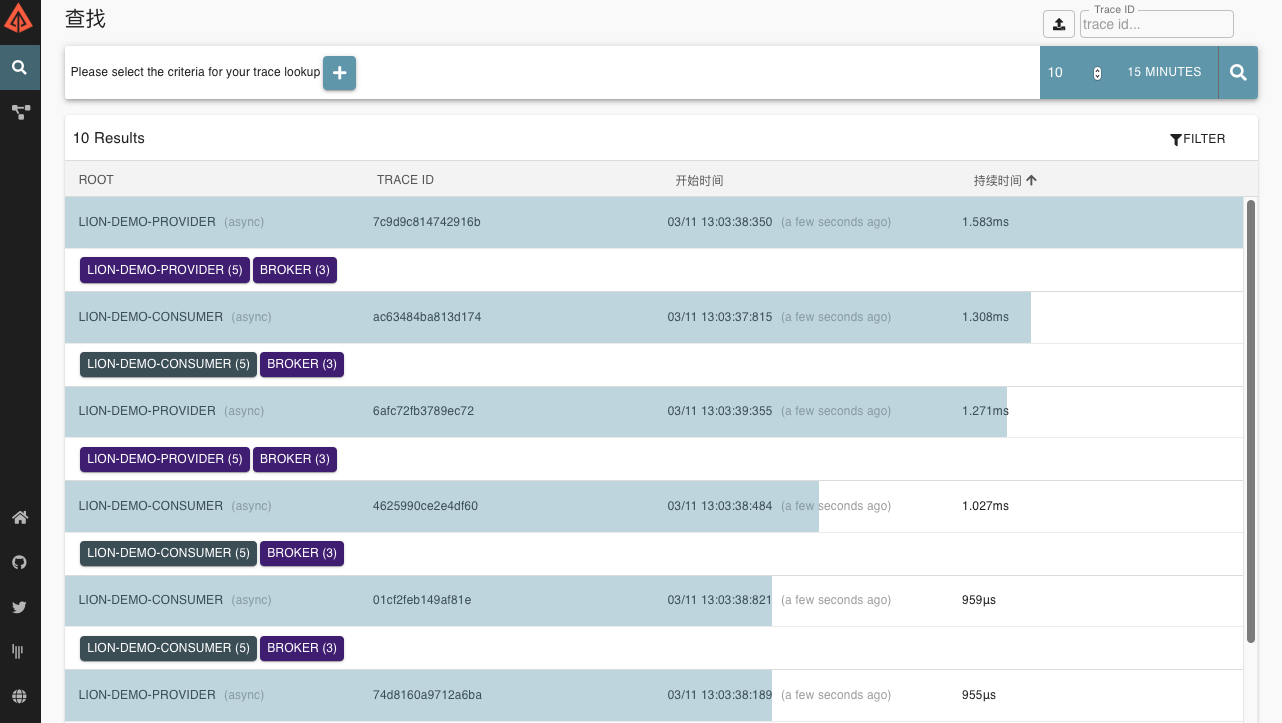 查找
Trace ID
trace id...
Please select the criteria for your trace lookup
10
15 MINUTES
10 Results
FILTER
ROOT TRACE ID 开始时间 持续时间
LION-DEMO-PROVIDER (async) 7c9d9c814742916b 03/11 13:03:38:350 (a few seconds ago) 1.583ms
LION-DEMO-PROVIDER (5) BROKER (3)
LION-DEMO-CONSUMER (async) ac63484ba813d174 03/11 13:03:37:815 (a few seconds ago) 1.308ms
LION-DEMO-CONSUMER (5) BROKER (3)
LION-DEMO-PROVIDER (async) 6afc72fb3789ec72 03/11 13:03:39:355 (a few seconds ago) 1.271ms
LION-DEMO-PROVIDER (5) BROKER (3)
LION-DEMO-CONSUMER (async) 4625990ce2e4df60 03/11 13:03:38:484 (a few seconds ago) 1.027ms
LION-DEMO-CONSUMER (5) BROKER (3)
LION-DEMO-CONSUMER (async) 01cf2feb149af81e 03/11 13:03:38:821 (a few seconds ago) 959μs
LION-DEMO-CONSUMER (5) BROKER (3)
LION-DEMO-PROVIDER (async) 74d8160a9712a6ba 03/11 13:03:38:189 (a few seconds ago) 955μs